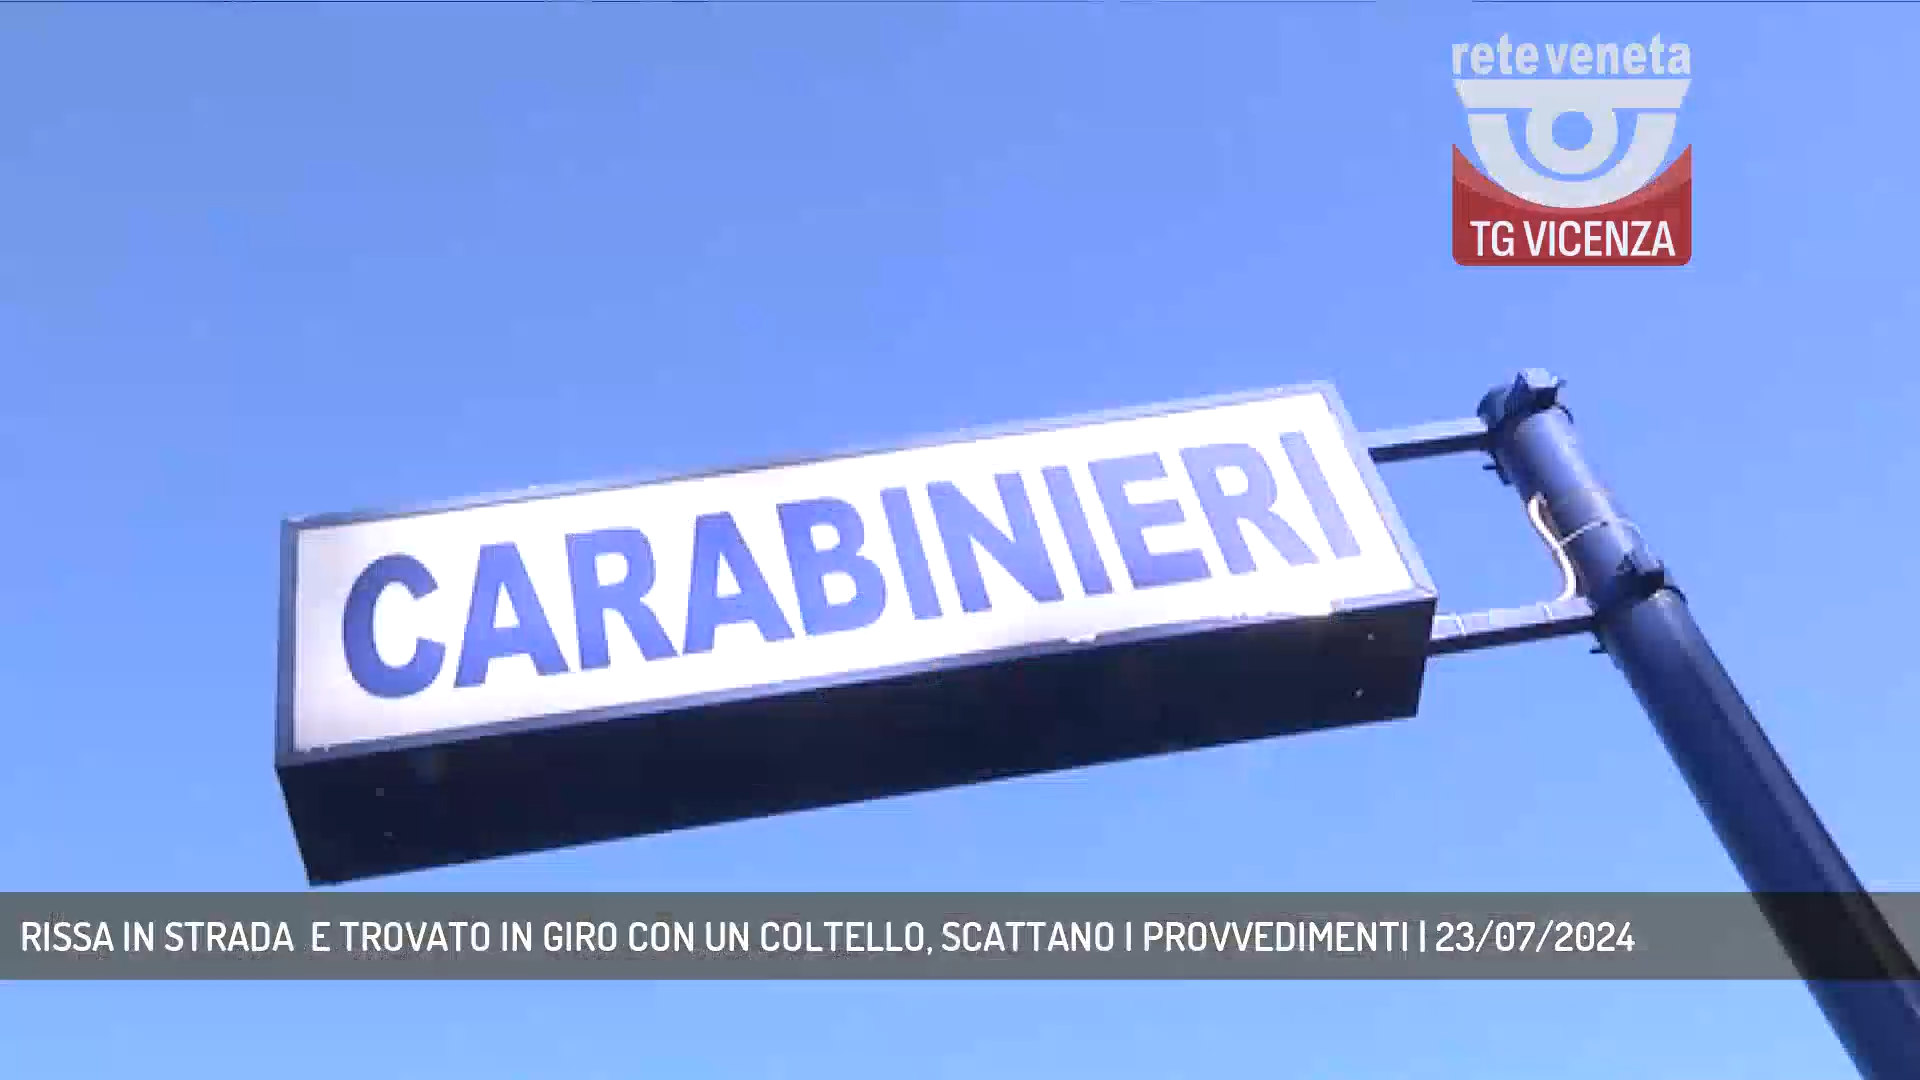 rete veneta
TG VICENZA
CARABINIERI
RISSA IN STRADA  E TROVATO IN GIRO CON UN COLTELLO, SCATTANO I PROVVEDIMENTI | 23/07/2024